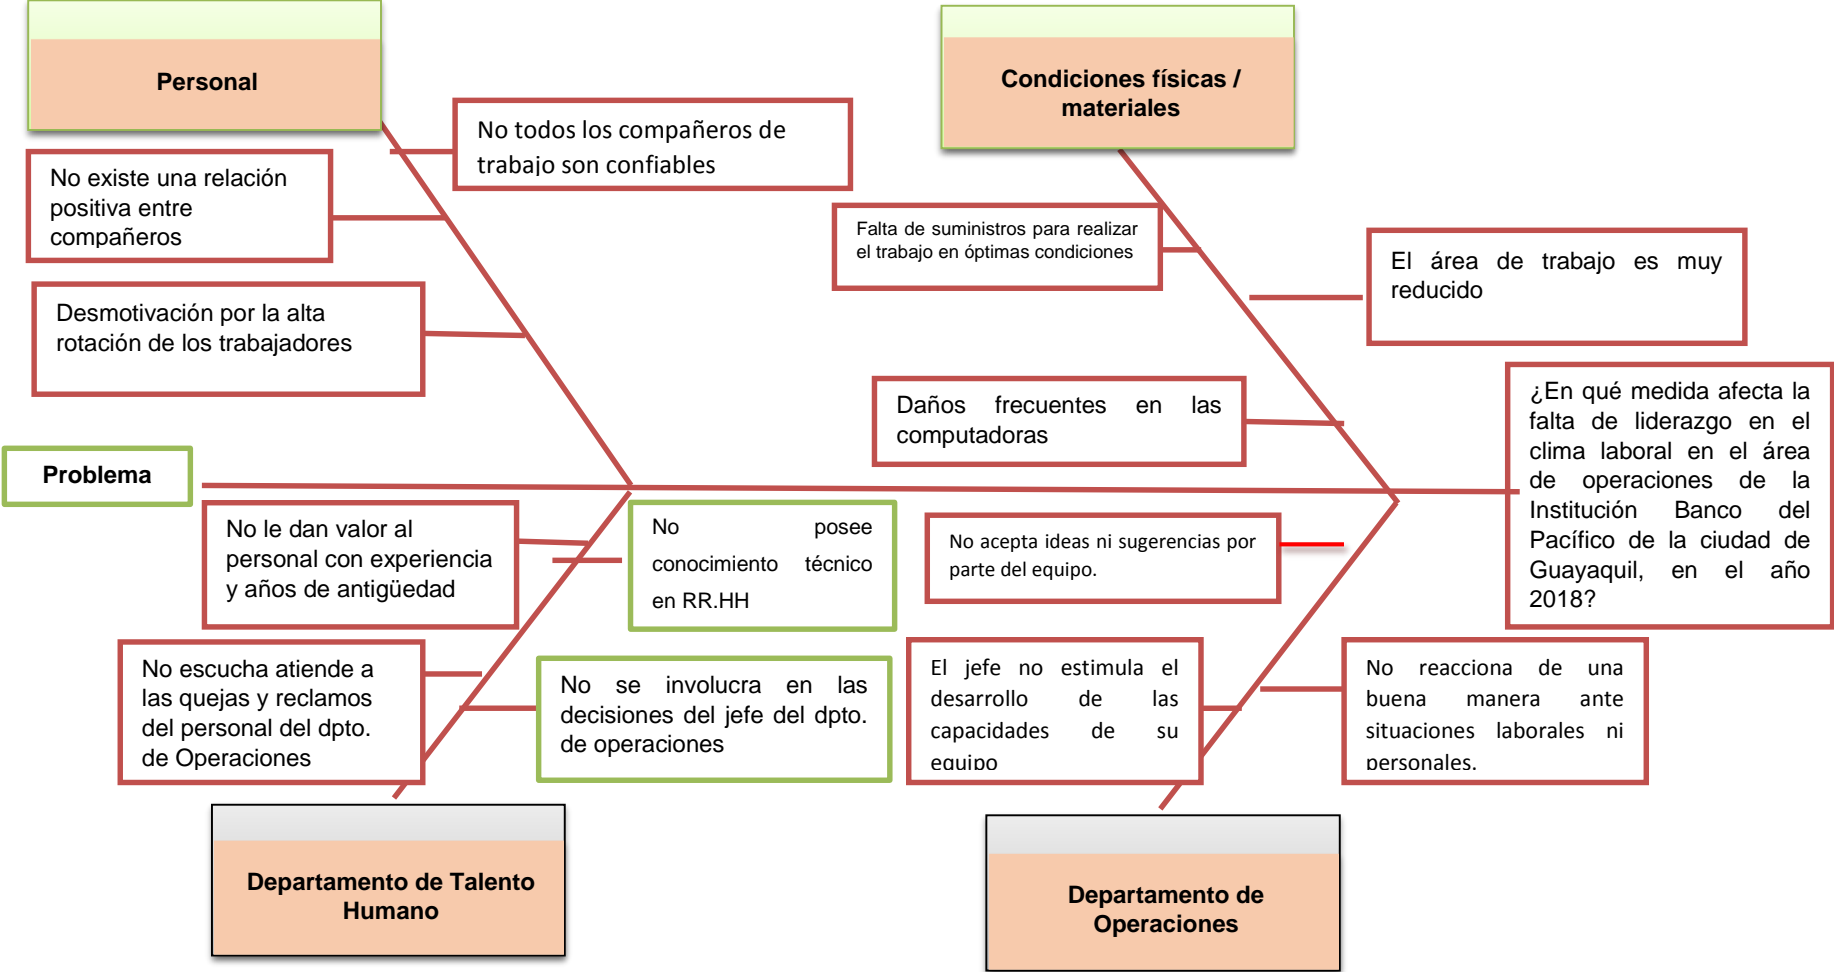 Personal
Condiciones físicas /
materiales
No todos los compañeros de
trabajo son confiables
No existe una relación
positiva entre
compañeros
Falta de suministros para realizar
el trabajo en óptimas condiciones
El área de trabajo es muy
reducido
Desmotivación por la alta
rotación de los trabajadores
Daños frecuentes en las
computadoras
¿En qué medida afecta la
falta de liderazgo en el
clima laboral en el área
de operaciones de la
Institución Banco del
Pacífico de la ciudad de
Guayaquil, en el año
2018?
Problema
No le dan valor al
personal con experiencia
y años de antigüedad
No posee
conocimiento técnico
en RR.HH
No acepta ideas ni sugerencias por
parte del equipo.
No escucha atiende a
las quejas y reclamos
del personal del dpto.
de Operaciones
No se involucra en las
decisiones del jefe del dpto.
de operaciones
El jefe no estimula el
desarrollo de las
capacidades de su
equipo
No reacciona de una
buena manera ante
situaciones laborales ni
personales.
Departamento de Talento
Humano
Departamento de
Operaciones